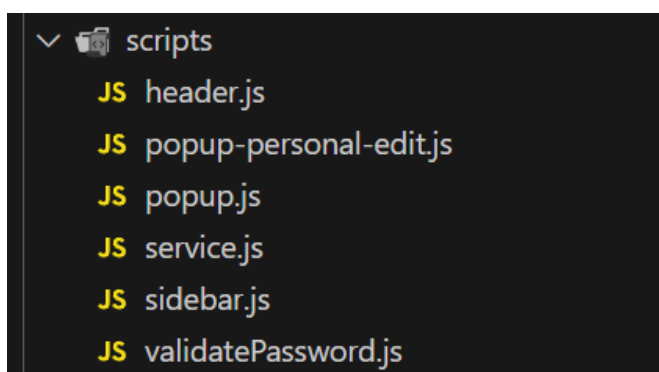 scripts
JS header.js
JS popup-personal-edit.js
JS popup.js
JS service.js
JS sidebar.js
JS validatePassword.js